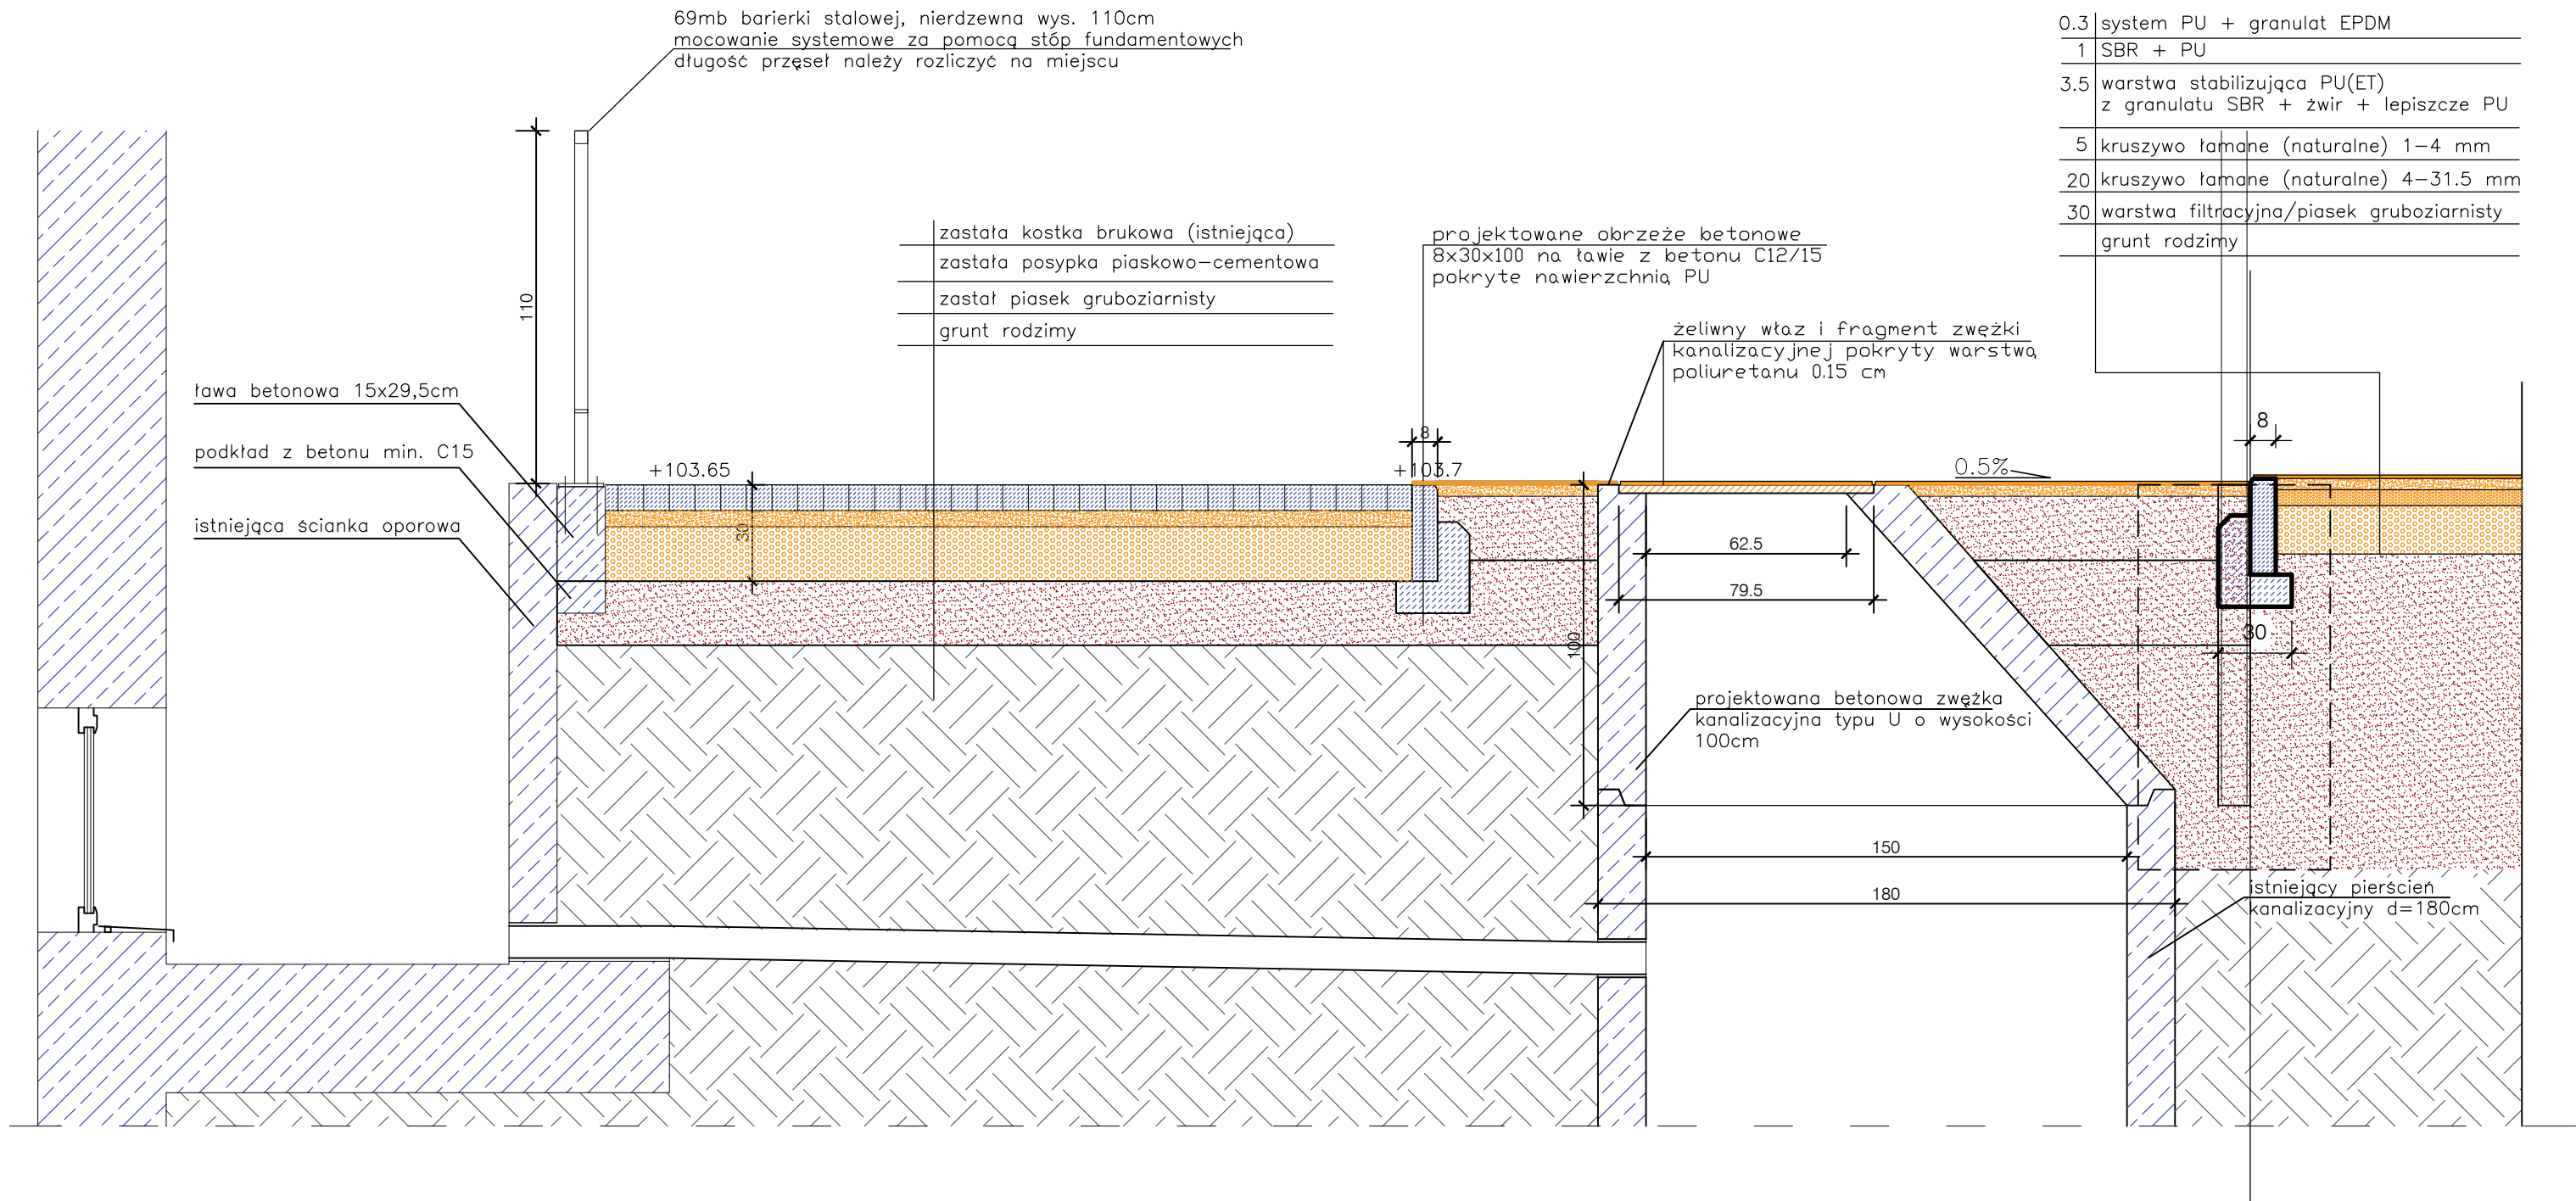 69mb barierki stalowej, nierdzewna wys. 110cm
mocowanie systemowe za pomocą stóp fundamentowych
długość przęseł należy rozliczyć na miejscu
0.3 system PU + granulat EPDM
1 SBR + PU
3.5 warstwa stabilizująca PU(ET)
z granulatu SBR + żwir + lepiszcze PU
5 kruszywo łamane (naturalne) 1-4 mm
20 kruszywo łamane (naturalne) 4-31.5 mm
30 warstwa filtracyjna/piasek gruboziarnisty
grunt rodzimy
zastała kostka brukowa (istniejąca)
zastała posypka piaskowo-cementowa
zastał piasek gruboziarnisty
grunt rodzimy
projektowane obrzeże betonowe
8x30x100 na ławie z betonu C12/15
pokryte nawierzchnią PU
żeliwny właz i fragment zwężki
kanalizacyjnej pokryty warstwą
poliuretanu 0.15 cm
110
ława betonowa 15x29,5cm
podkład z betonu min. C15
istniejąca ścianka oporowa
8
8
+103.65
+103.7
0.5%
30
62.5
79.5
100
30
projektowana betonowa zwężka
kanalizacyjna typu U o wysokości
100cm
150
180
istniejący pierścień
kanalizacyjny d=180cm